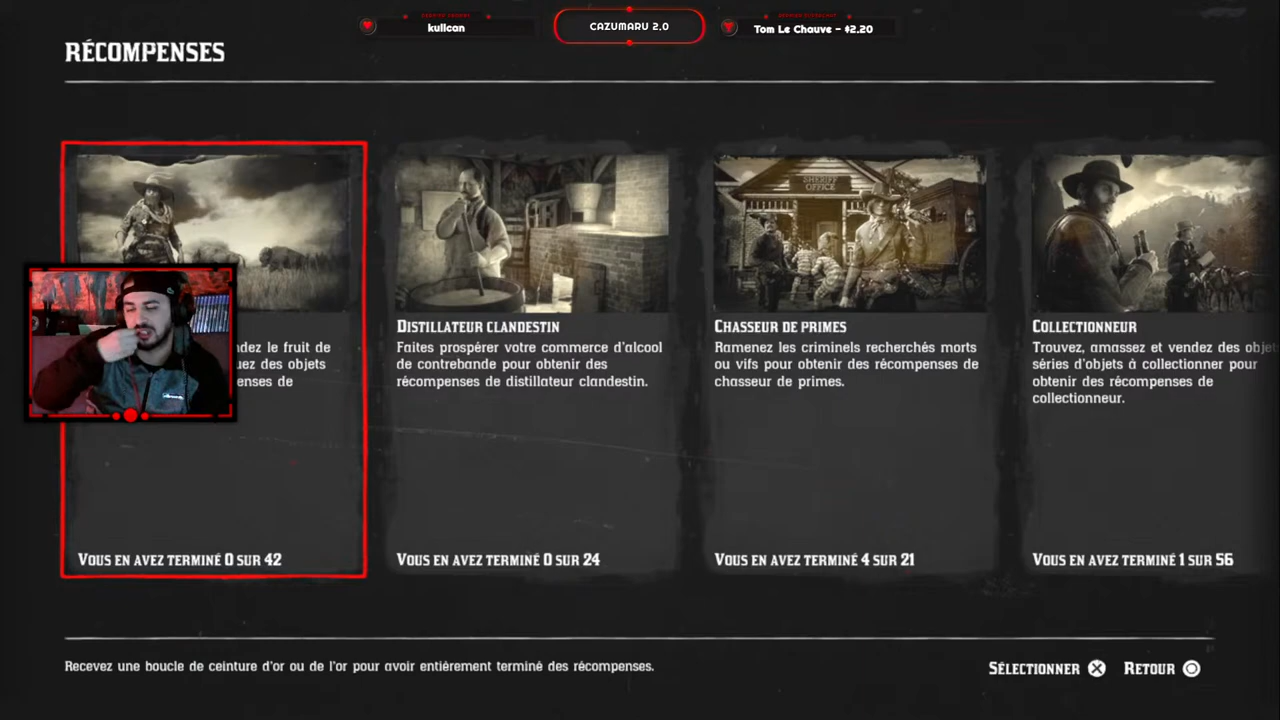 kullcan
CAZUMARU 2.0
Tom Le Chauve - $2.20
RÉCOMPENSES
SHERIFF
OFFICE
ndez le fruit de
uez des objets
enses de
VOUS EN AVEZ TERMINÉ 0 SUR 42
DISTILLATEUR CLANDESTIN
Faites prospérer votre commerce d'alcool
de contrebande pour obtenir des
récompenses de distillateur clandestin.
VOUS EN AVEZ TERMINÉ 0 SUR 24
CHASSEUR DE PRIMES
Ramenez les criminels recherchés morts
ou vifs pour obtenir des récompenses de
chasseur de primes.
VOUS EN AVEZ TERMINÉ 4 SUR 21
COLLECTIONNEUR
Trouvez, amassez et vendez des objet
séries d'objets à collectionner pour
obtenir des récompenses de
collectionneur.
VOUS EN AVEZ TERMINÉ 1 SUR 56
Recevez une boucle de ceinture d'or ou de l'or pour avoir entièrement terminé des récompenses.
SÉLECTIONNER
RETOUR